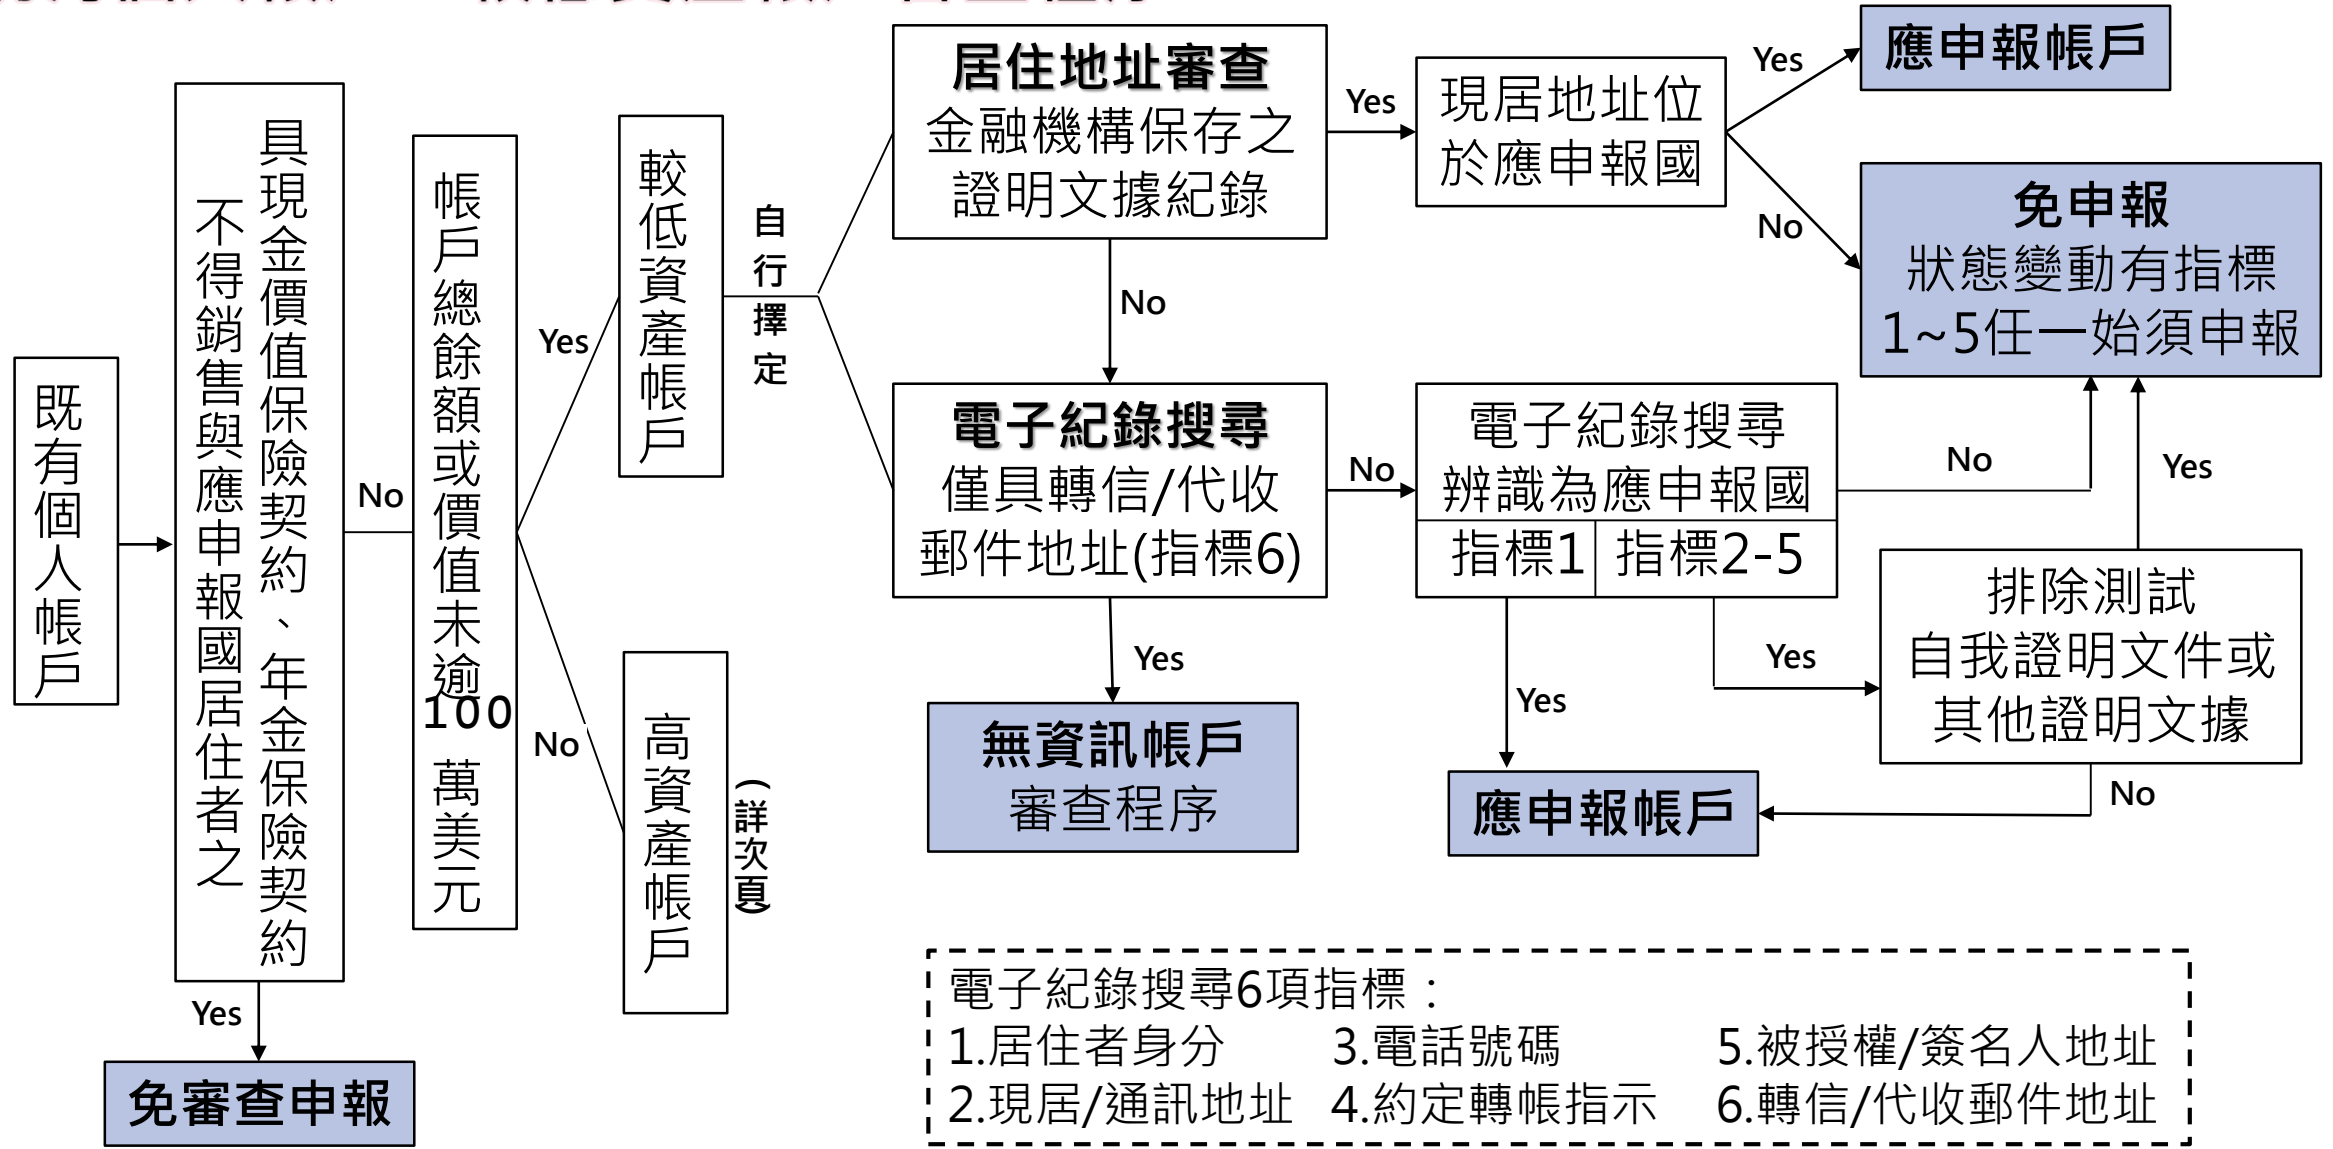 既有個人帳戶
具現金價值保險契約、年金保險契約
不得銷售與應申報國居住者之
Yes
免審查申報
No
帳戶總餘額或價值未逾
100
萬美元
Yes
No
較低資產帳戶
高資產帳戶
(詳次頁)
自行擇定
居住地址審查
金融機構保存之
證明文據紀錄
Yes
現居地址位
於應申報國
Yes
應申報帳戶
No
免申報
狀態變動有指標
1~5任一始須申報
No
電子紀錄搜尋
僅具轉信/代收
郵件地址(指標6)
No
電子紀錄搜尋
辨識為應申報國
指標1
指標2-5
No
Yes
Yes
無資訊帳戶
審查程序
Yes
Yes
排除測試
自我證明文件或
其他證明文據
No
應申報帳戶
電子紀錄搜尋6項指標：
1.居住者身分 3.電話號碼 5.被授權/簽名人地址
2.現居/通訊地址 4.約定轉帳指示 6.轉信/代收郵件地址